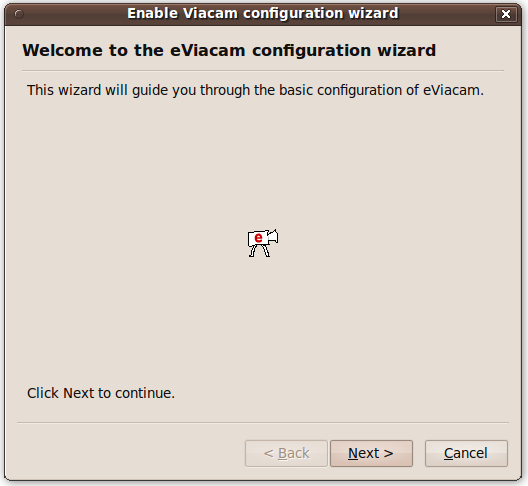 Enable Viacam configuration wizard
Welcome to the eViacam configuration wizard
This wizard will guide you through the basic configuration of eViacam.
e
Click Next to continue.
< Back Next > Cancel